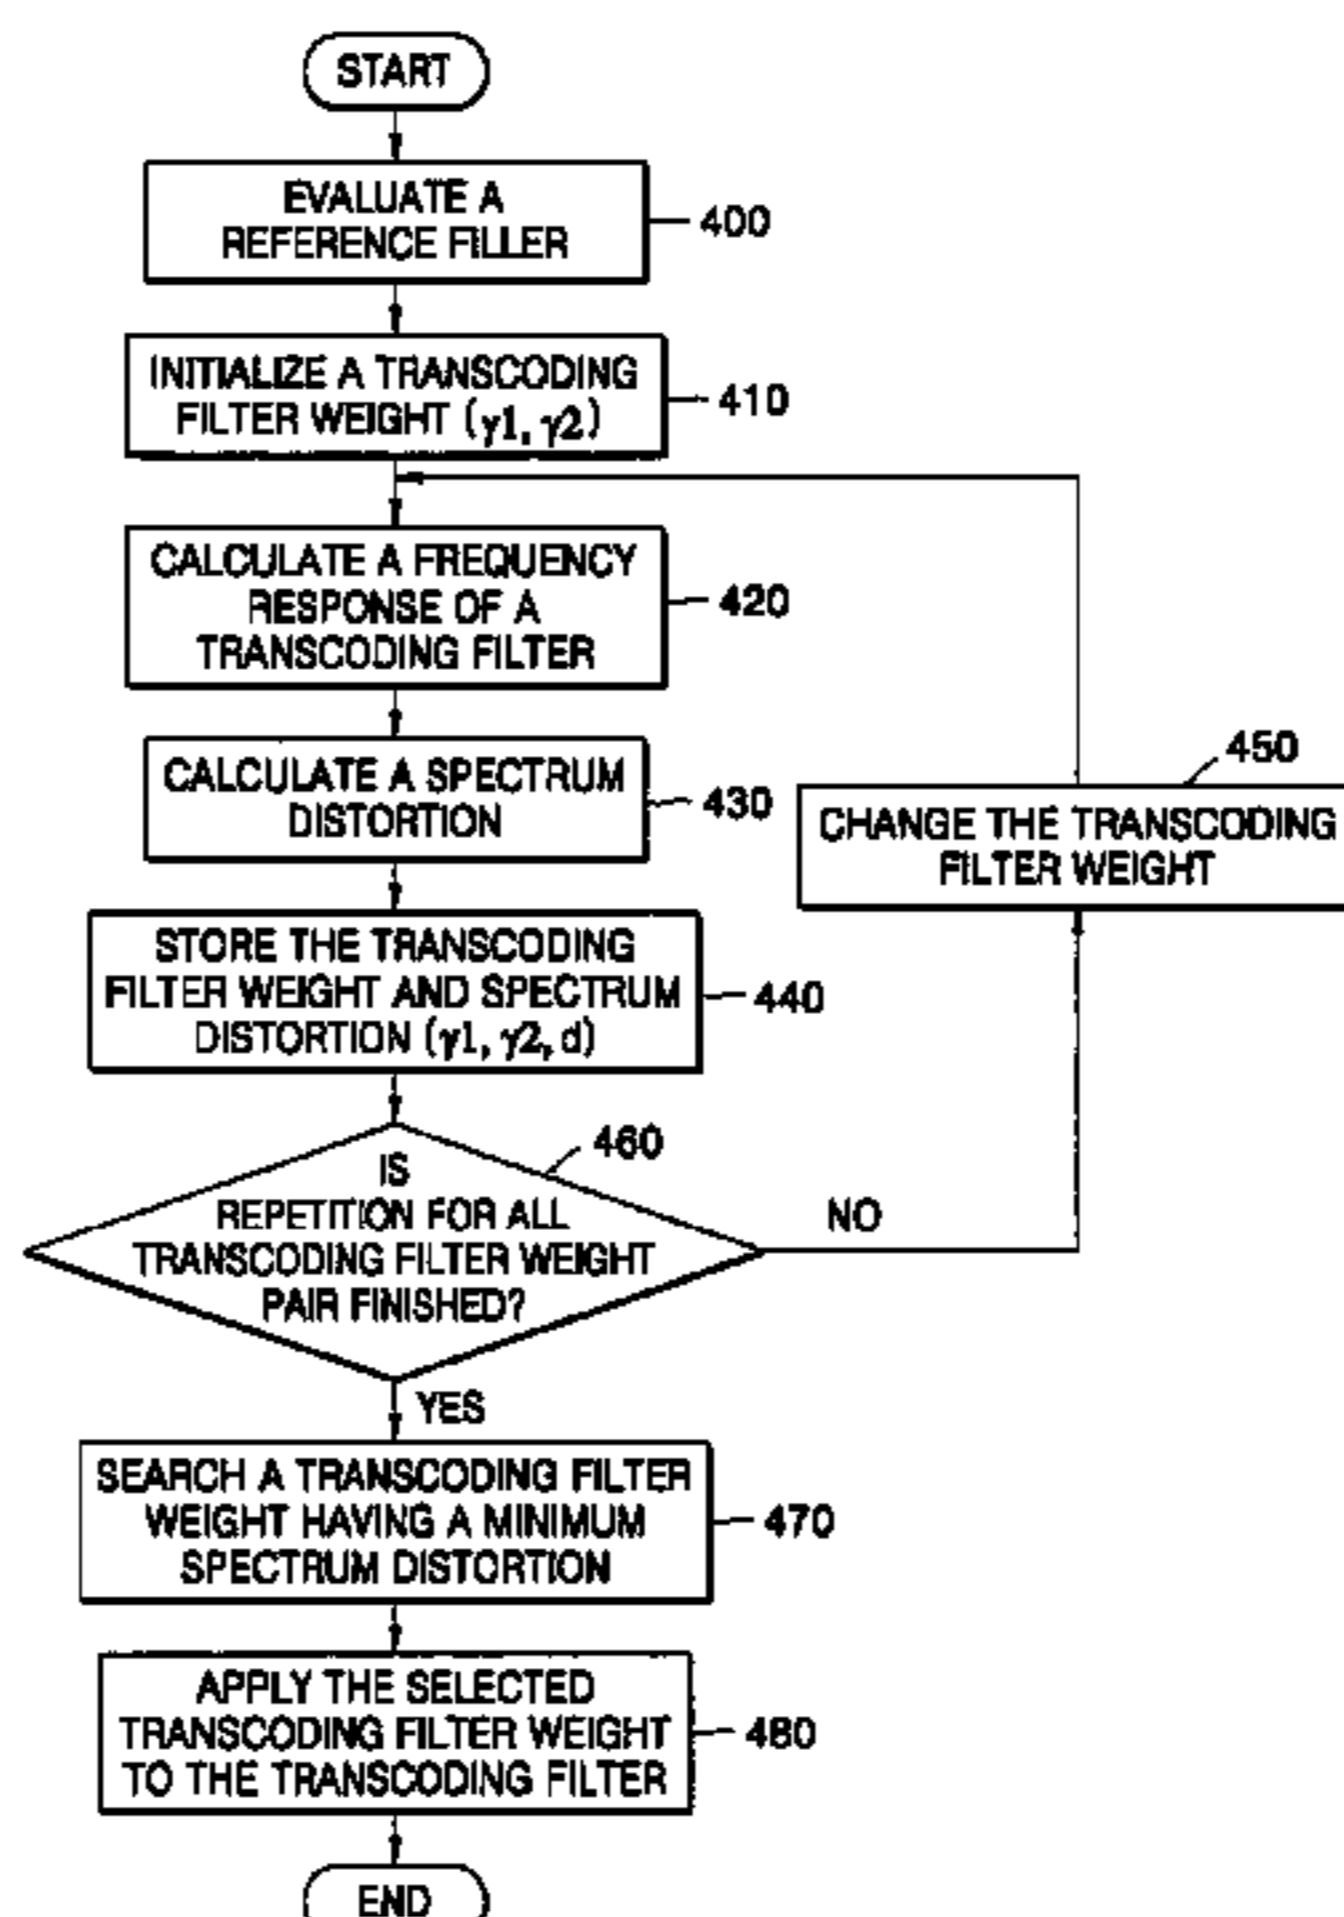 START
EVALUATE A
REFERENCE FILLER
400
INITIALIZE A TRANSCODING
FILTER WEIGHT (γ1, γ2)
410
CALCULATE A FREQUENCY
RESPONSE OF A
TRANSCODING FILTER
420
CALCULATE A SPECTRUM
DISTORTION
430
450
CHANGE THE TRANSCODING
FILTER WEIGHT
STORE THE TRANSCODING
FILTER WEIGHT AND SPECTRUM
DISTORTION (γ1, γ2, d)
440
460
IS
REPETITION FOR ALL
TRANSCODING FILTER WEIGHT
PAIR FINISHED?
NO
YES
SEARCH A TRANSCODING FILTER
WEIGHT HAVING A MINIMUM
SPECTRUM DISTORTION
470
APPLY THE SELECTED
TRANSCODING FILTER WEIGHT
TO THE TRANSCODING FILTER
480
END